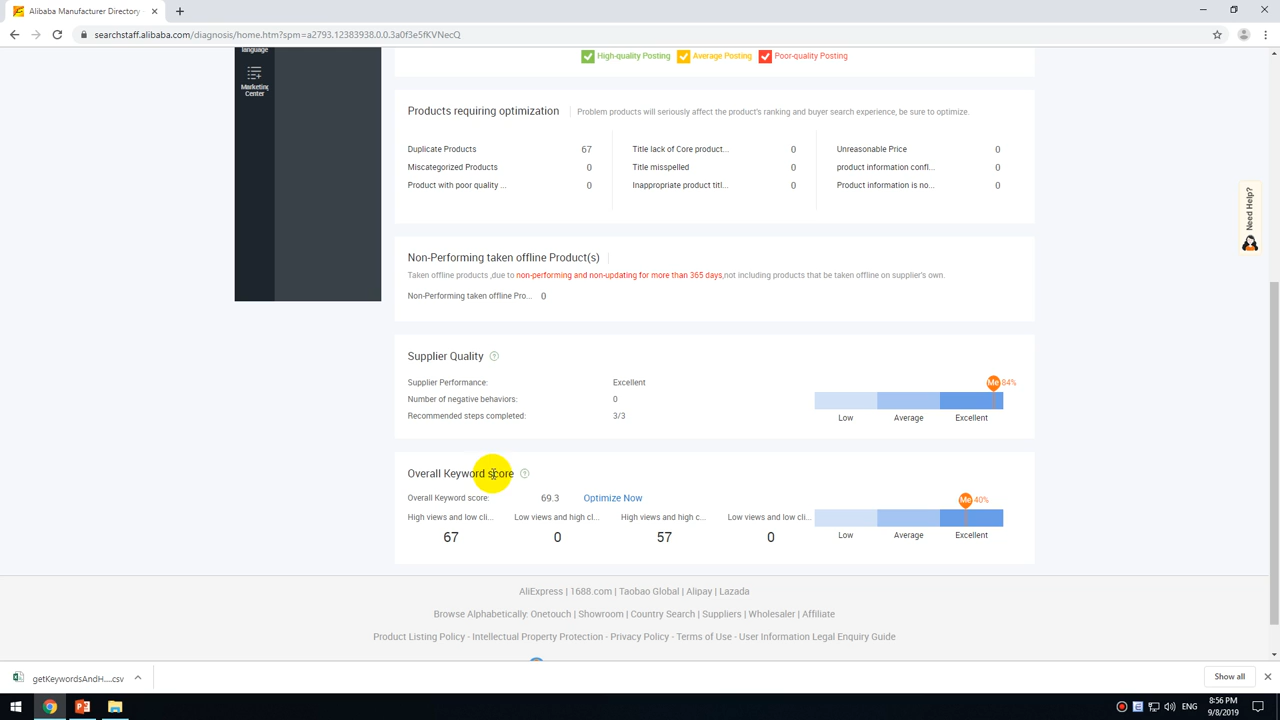 Alibaba Manufacturer Directory
searchstaff.alibaba.com/diagnosis/home.htm?spm=a2793.12383938.0.0.3a0f3e5fKVNecQ
language
Marketing Center
High-quality Posting Average Posting Poor-quality Posting
Products requiring optimization Problem products will seriously affect the product's ranking and buyer search experience, be sure to optimize.
Duplicate Products 67 Title lack of Core product... 0 Unreasonable Price 0
Miscategorized Products 0 Title misspelled 0 product information confl... 0
Product with poor quality ... 0 Inappropriate product titl... 0 Product information is no... 0
Need Help?
Non-Performing taken offline Product(s)
Taken offline products ,due to non-performing and non-updating for more than 365 days,not including products that be taken offline on supplier's own.
Non-Performing taken offline Pro... 0
Supplier Quality
Supplier Performance: Excellent Me 84%
Number of negative behaviors: 0
Recommended steps completed: 3/3 Low Average Excellent
Overall Keyword score
Overall Keyword score: 69.3 Optimize Now Me 40%
High views and low cli... Low views and high cl... High views and high c... Low views and low cli...
67 0 57 0 Low Average Excellent
AliExpress | 1688.com | Taobao Global | Alipay | Lazada
Browse Alphabetically: Onetouch | Showroom | Country Search | Suppliers | Wholesaler | Affiliate
Product Listing Policy - Intellectual Property Protection - Privacy Policy - Terms of Use - User Information Legal Enquiry Guide
getKeywordsAndH....csv Show all
ENG 8:56 PM
9/8/2019